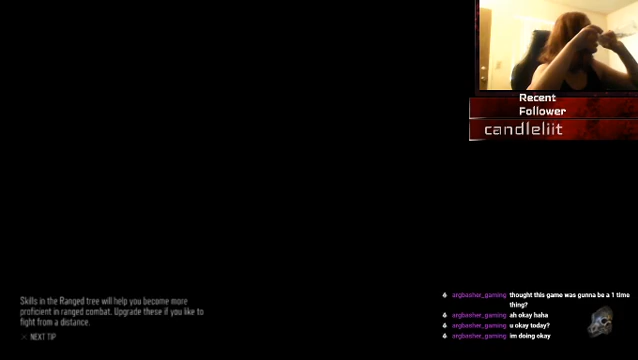 Recent
Follower
candleliit
Skills in the Ranged tree will help you become more
proficient in ranged combat. Upgrade these if you like to
fight from a distance.
× NEXT TIP
argbasher_gaming thought this game was gunna be a 1 time
thing?
argbasher_gaming ah okay haha
argbasher_gaming u okay today?
argbasher_gaming im doing okay